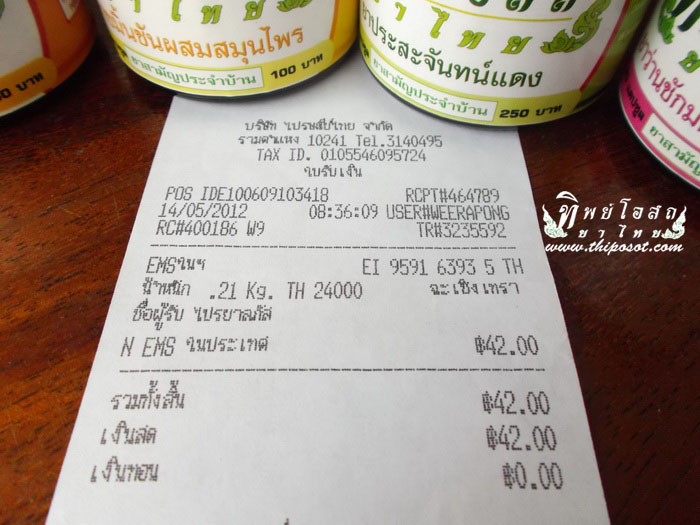 ผสมสมุนไพร
ยาสามัญประจำบ้าน 100 บาท
ยาประสะจันทน์แดง
ยาสามัญประจำบ้าน 250 บาท
บริษัท ไปรษณีย์ไทย จำกัด
รามคำแหง 10241 Tel.3140495
TAX ID. 0105546095724
ใบรับเงิน
POS IDE100609103418 RCPT#464789
14/05/2012 08:36:09 USER#WEERAPONG
RC#400186 W9 TR#3235592
EMSในฯ EI 9591 6393 5 TH
น้ำหนัก .21 Kg. TH 24000 ฉะเชิงเทรา
ชื่อผู้รับ ไปรยาณภัส
N EMS ในประเทศ ฿42.00
รวมทั้งสิ้น ฿42.00
เงินสด ฿42.00
เงินทอน ฿0.00
ทิพย์โอสถ
ยาไทย
www.thiposot.com